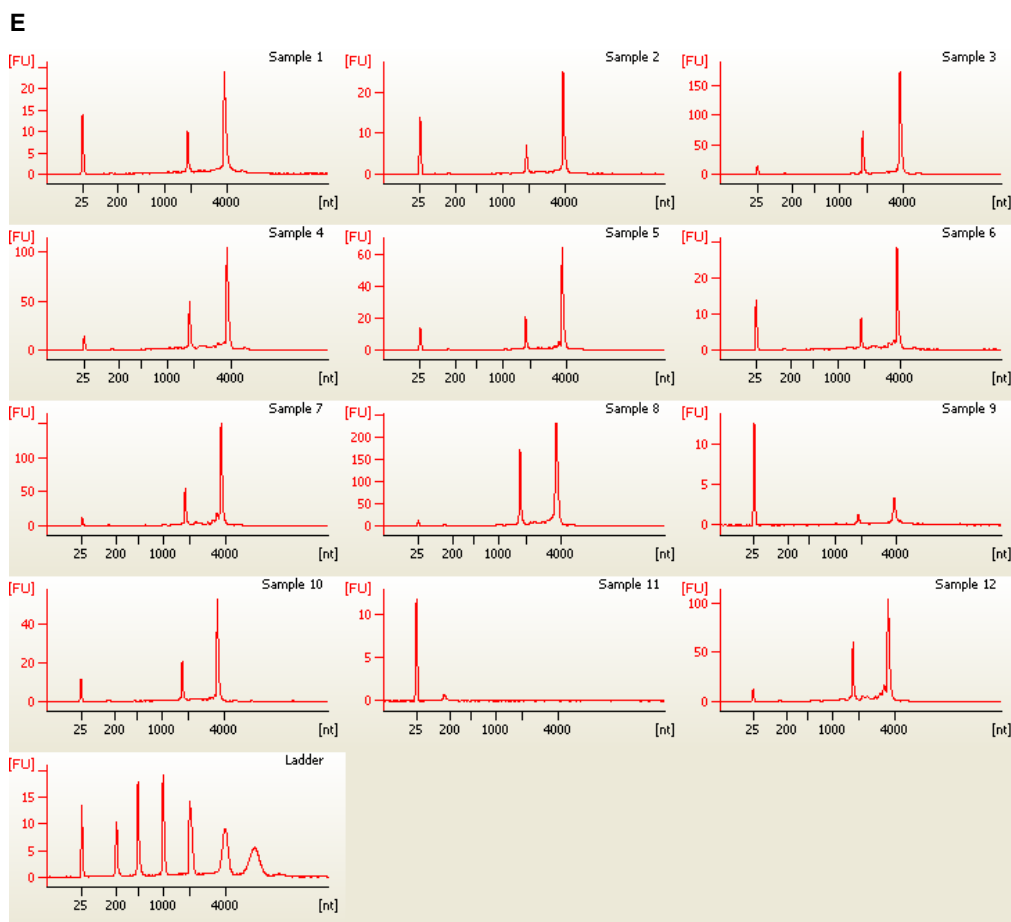 E
Sample 1
[FU]
20
15
10
5
0
25 200 1000 4000 [nt]
Sample 2
[FU]
20
10
0
25 200 1000 4000 [nt]
Sample 3
[FU]
150
100
50
0
25 200 1000 4000 [nt]
Sample 4
[FU]
100
50
0
25 200 1000 4000 [nt]
Sample 5
[FU]
60
40
20
0
25 200 1000 4000 [nt]
Sample 6
[FU]
20
10
0
25 200 1000 4000 [nt]
Sample 7
[FU]
100
50
0
25 200 1000 4000 [nt]
Sample 8
[FU]
200
150
100
50
0
25 200 1000 4000 [nt]
Sample 9
[FU]
10
5
0
25 200 1000 4000 [nt]
Sample 10
[FU]
40
20
0
25 200 1000 4000 [nt]
Sample 11
[FU]
10
5
0
25 200 1000 4000 [nt]
Sample 12
[FU]
100
50
0
25 200 1000 4000 [nt]
Ladder
[FU]
15
10
5
0
25 200 1000 4000 [nt]